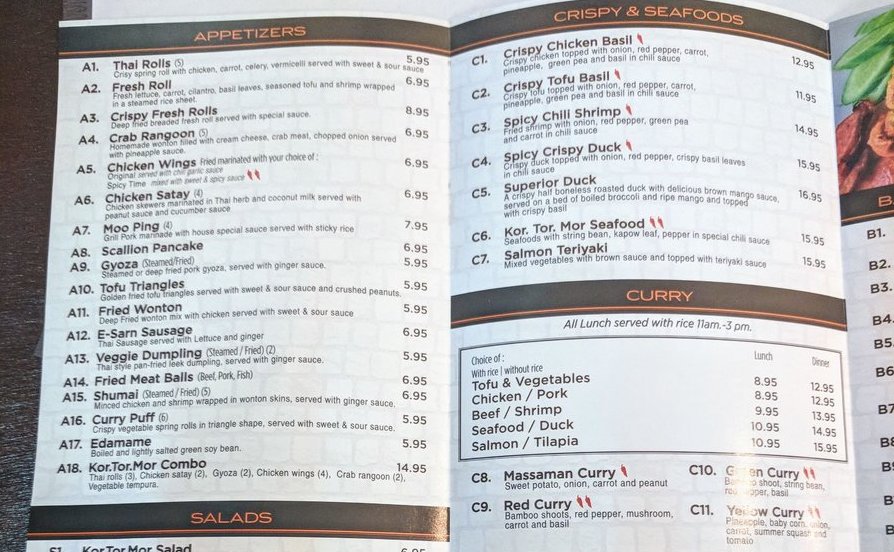 APPETIZERS
A1. Thai Rolls (5) 5.95
Crisy spring roll with chicken, carrot, celery, vermicelli served with sweet & sour sauce
A2. Fresh Roll 6.95
Fresh lettuce, carrot, cilantro, basil leaves, seasoned tofu and shrimp wrapped
in a steamed rice sheet.
A3. Crispy Fresh Rolls 8.95
Deep fried breaded fresh roll served with special sauce.
A4. Crab Rangoon (5) 6.95
Homemade wonton filled with cream cheese, crab meat, chopped onion served
with pineapple sauce.
A5. Chicken Wings Fried marinated with your choice of : 6.95
Original served with chili garlic sauce
Spicy Time mixed with sweet & spicy sauce
A6. Chicken Satay (4) 6.95
Chicken skewers marinated in Thai herb and coconut milk served with
peanut sauce and cucumber sauce
A7. Moo Ping (4) 7.95
Grill Pork marinade with house special sauce served with sticky rice
A8. Scallion Pancake 6.95
A9. Gyoza (Steamed/Fried) 5.95
Steamed or deep fried pork gyoza, served with ginger sauce.
A10. Tofu Triangles 5.95
Golden fried tofu triangles served with sweet & sour sauce and crushed peanuts.
A11. Fried Wonton 5.95
Deep Fried wonton mix with chicken served with sweet & sour sauce
A12. E-Sarn Sausage 6.95
Thai Sausage served with Lettuce and ginger
A13. Veggie Dumpling (Steamed / Fried) (2) 5.95
Thai style pan-fried leek dumpling, served with ginger sauce.
A14. Fried Meat Balls (Beef, Pork, Fish) 6.95
A15. Shumai (Steamed / Fried) (5) 6.95
Minced chicken and shrimp wrapped in wonton skins, served with ginger sauce.
A16. Curry Puff (6) 5.95
Crispy vegetable spring rolls in triangle shape, served with sweet & sour sauce.
A17. Edamame 5.95
Boiled and lightly salted green soy bean.
A18. Kor.Tor.Mor Combo 14.95
Thai rolls (3), Chicken satay (2), Gyoza (2), Chicken wings (4), Crab rangoon (2),
Vegetable tempura.
SALADS
S1. Kor.Tor.Mor Salad 6.95
CRISPY & SEAFOODS
C1. Crispy Chicken Basil 12.95
Crispy chicken topped with onion, red pepper, carrot,
pineapple, green pea and basil in chili sauce
C2. Crispy Tofu Basil 11.95
Crispy tofu topped with onion, red pepper, carrot,
pineapple, green pea and basil in chili sauce
C3. Spicy Chili Shrimp 14.95
Fried shrimp with onion, red pepper, green pea
and carrot in chili sauce
C4. Spicy Crispy Duck 15.95
Crispy duck topped with onion, red pepper, crispy basil leaves
in chili sauce
C5. Superior Duck 16.95
A crispy half boneless roasted duck with delicious brown mango sauce,
served on a bed of boiled broccoli and ripe mango and topped
with crispy basil
C6. Kor. Tor. Mor Seafood 15.95
Seafoods with string bean, kapow leaf, pepper in special chili sauce
C7. Salmon Teriyaki 15.95
Mixed vegetables with brown sauce and topped with teriyaki sauce
CURRY
All Lunch served with rice 11am.-3 pm.
Choice of : Lunch Dinner
With rice | without rice
Tofu & Vegetables 8.95 12.95
Chicken / Pork 8.95 12.95
Beef / Shrimp 9.95 13.95
Seafood / Duck 10.95 14.95
Salmon / Tilapia 10.95 15.95
C8. Massaman Curry
Sweet potato, onion, carrot and peanut
C9. Red Curry
Bamboo shoots, red pepper, mushroom,
carrot and basil
C10. Green Curry
Bamboo shoot, string bean,
red pepper, basil
C11. Yellow Curry
Pineapple, baby corn, onion,
carrot, summer squash and
tomato
B1.
B2.
B3.
B4.
B5.
B6
B7
B8